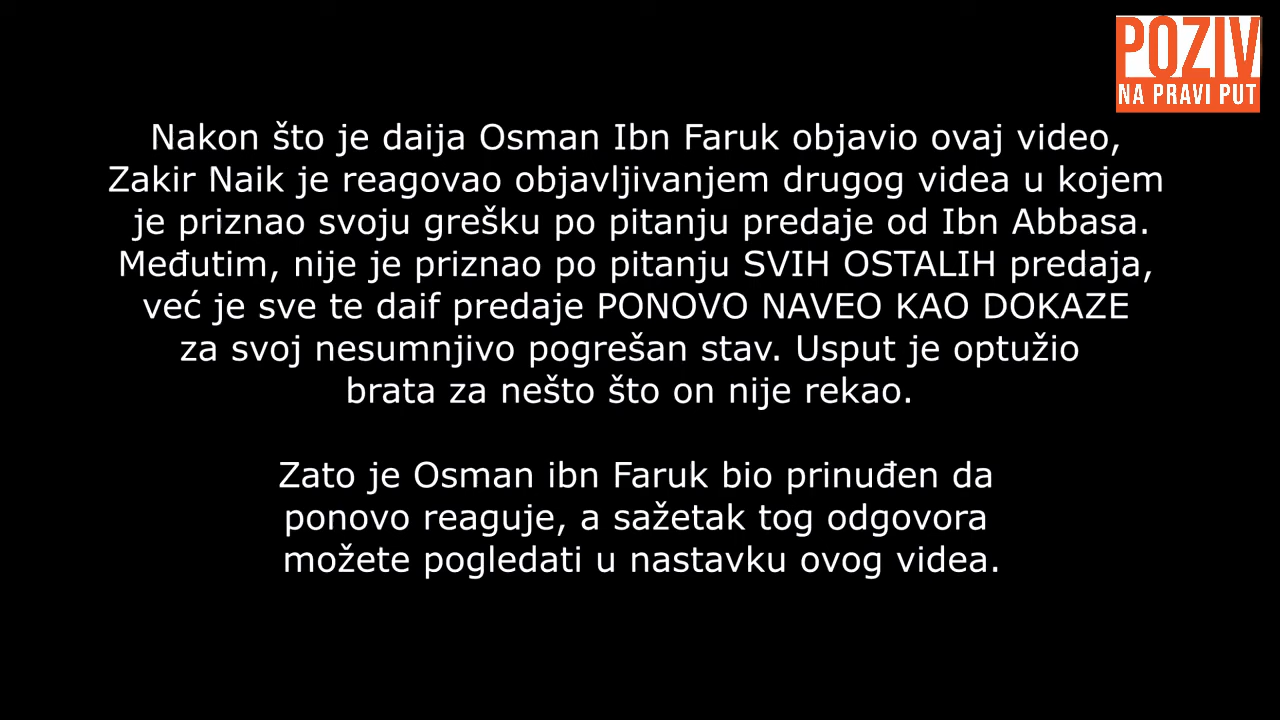 POZIV
NA PRAVI PUT
Nakon što je daija Osman Ibn Faruk objavio ovaj video,
Zakir Naik je reagovao objavljivanjem drugog videa u kojem
je priznao svoju grešku po pitanju predaje od Ibn Abbasa.
Međutim, nije je priznao po pitanju SVIH OSTALIH predaja,
već je sve te daif predaje PONOVO NAVEO KAO DOKAZE
za svoj nesumnjivo pogrešan stav. Usput je optužio
brata za nešto što on nije rekao.
Zato je Osman ibn Faruk bio prinuđen da
ponovo reaguje, a sažetak tog odgovora
možete pogledati u nastavku ovog videa.